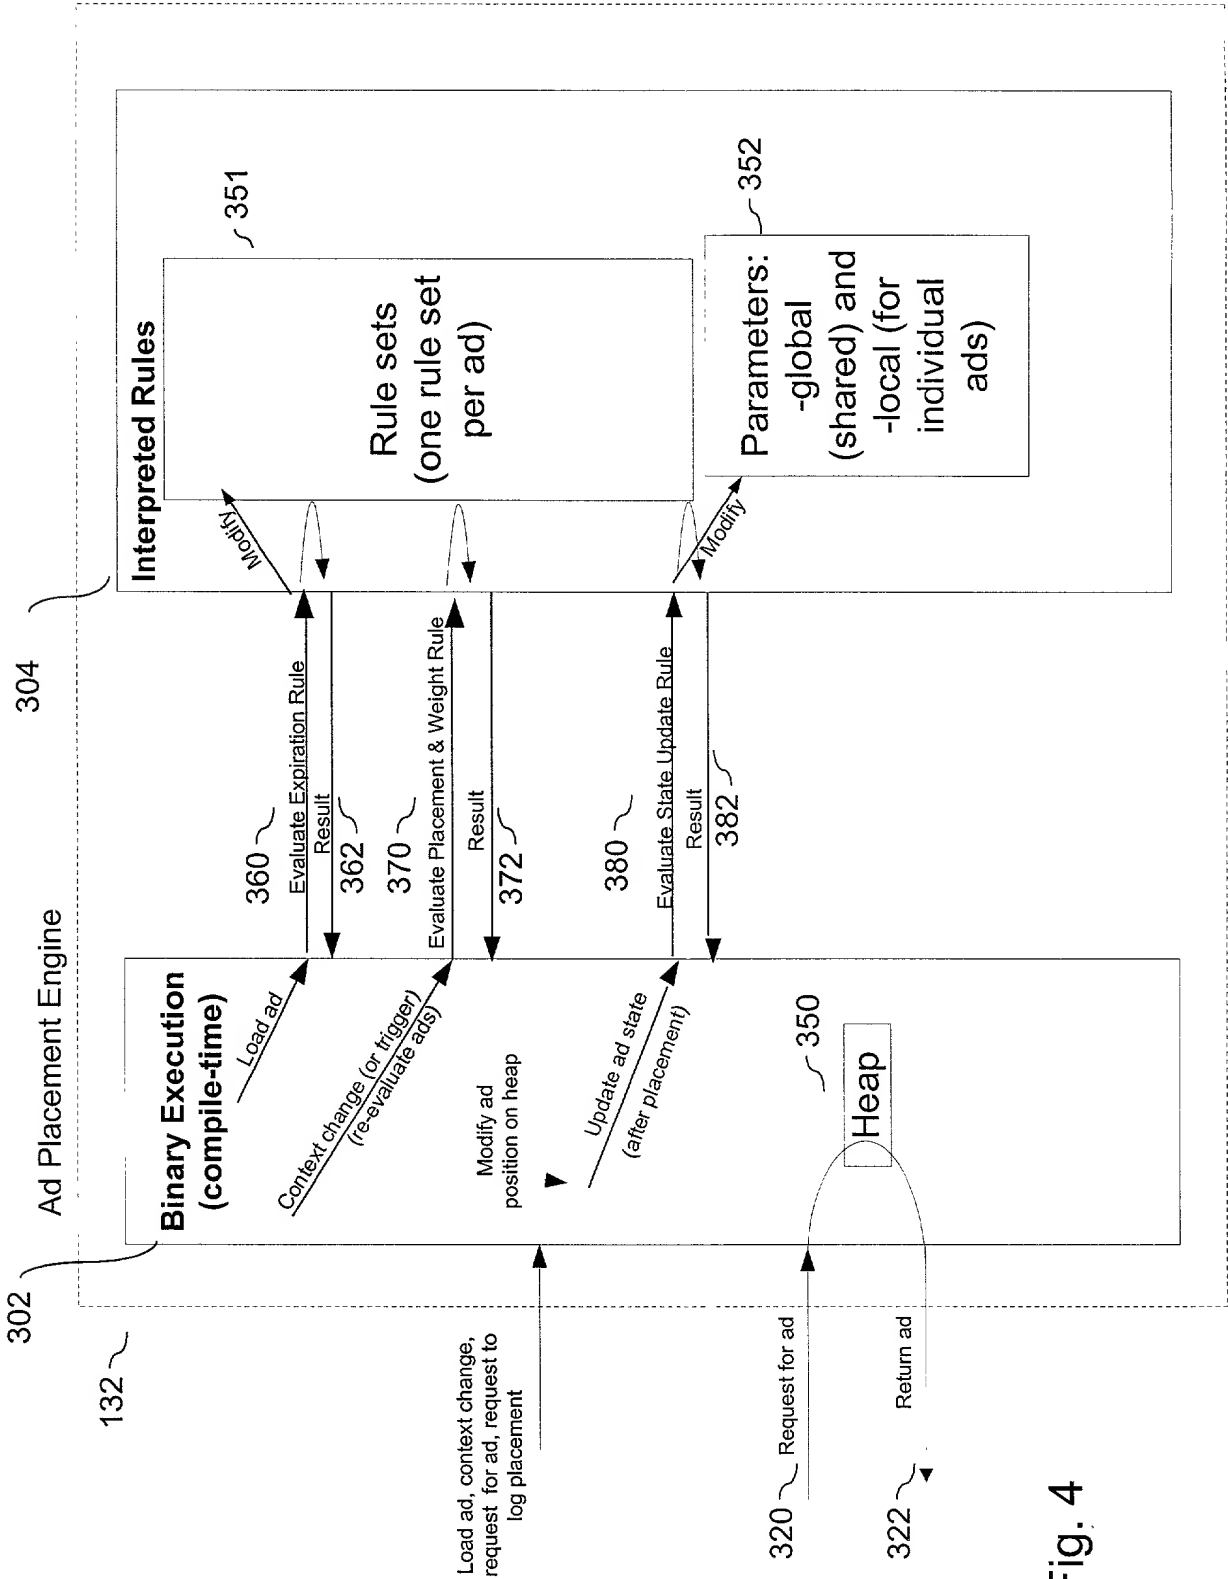 Ad Placement Engine
302
132
304
Binary Execution
(compile-time)
Load ad
Context change (or trigger)
(re-evaluate ads)
Modify ad
position on heap
Update ad state
(after placement)
350
Heap
Load ad, context change,
request for ad, request to
log placement
320
Request for ad
322
Return ad
360
Evaluate Expiration Rule
Result
362
370
Evaluate Placement & Weight Rule
Result
372
380
Evaluate State Update Rule
Result
382
Interpreted Rules
Modify
351
Rule sets
(one rule set
per ad)
Modify
352
Parameters:
-global
(shared) and
-local (for
individual
ads)
Fig. 4